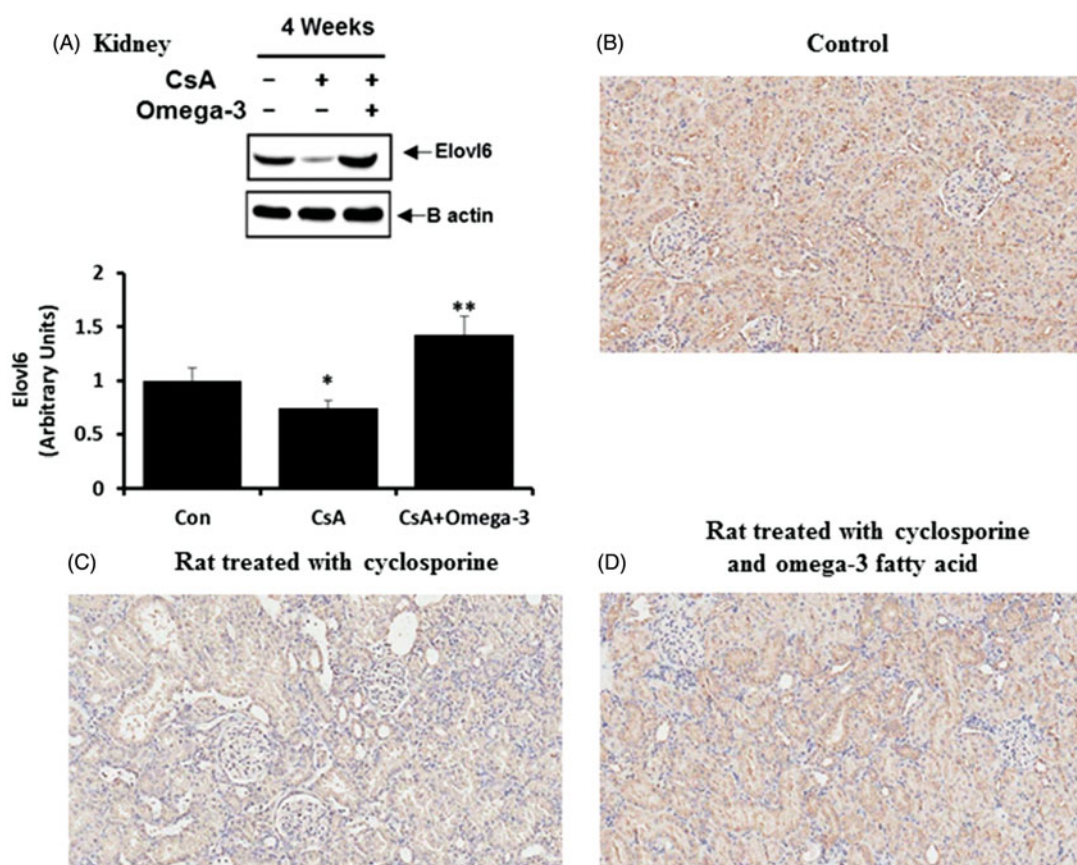 (A) Kidney
4 Weeks
CsA – + +
Omega-3 – – +
Elovl6
B actin
Elovl6
(Arbitrary Units)
2
1.5
1
0.5
0
*
**
Con CsA CsA+Omega-3
(B) Control
(C) Rat treated with cyclosporine
(D) Rat treated with cyclosporine
and omega-3 fatty acid